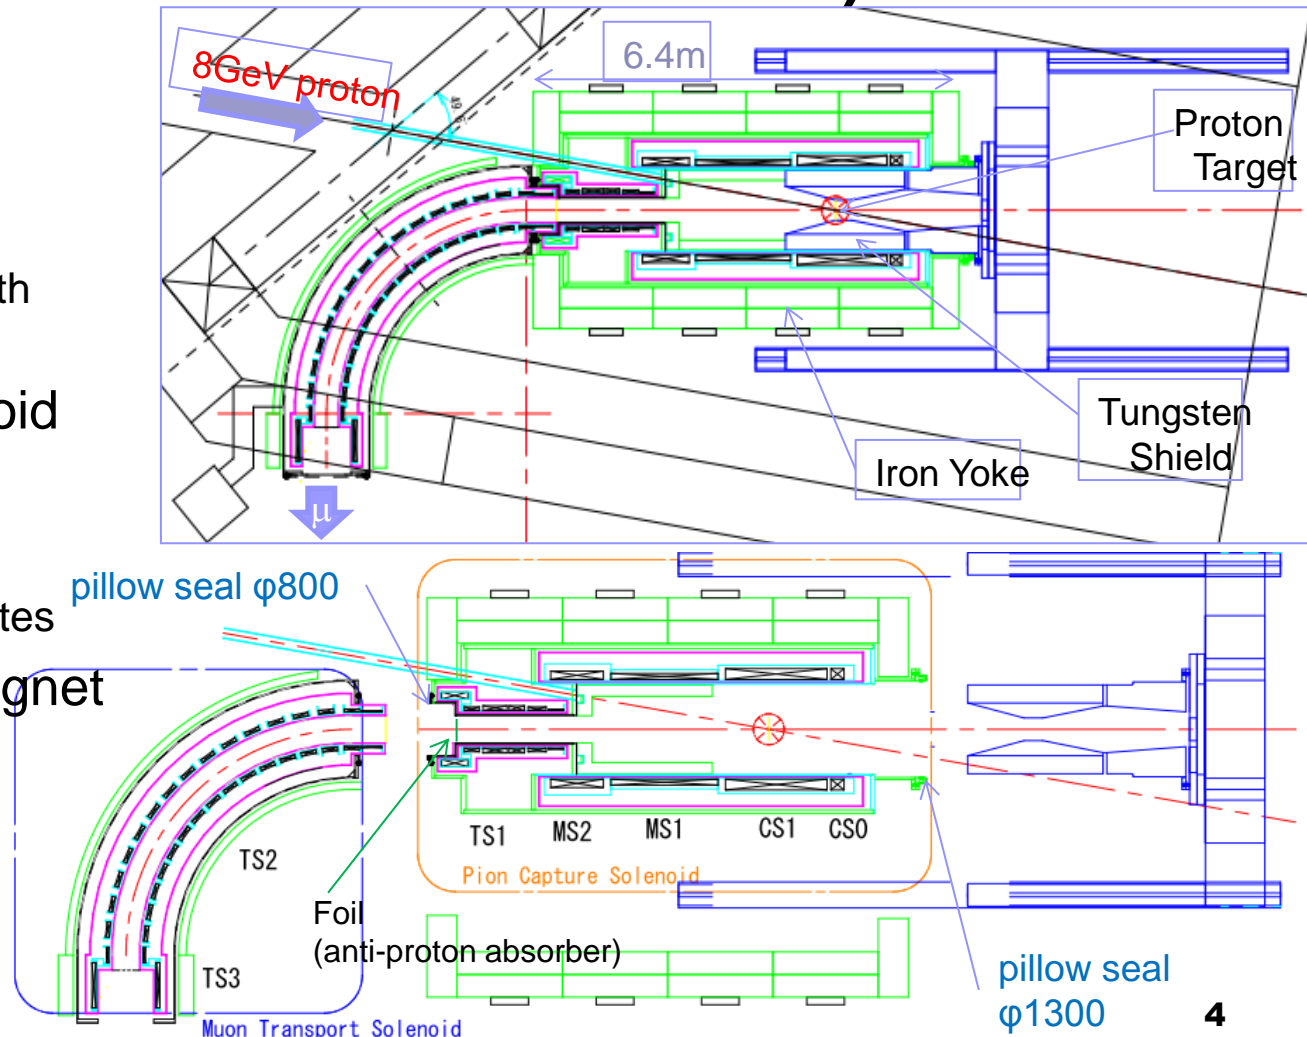 8GeV proton
6.4m
Proton
Target
th
oid
Tungsten
Shield
Iron Yoke
μ
pillow seal φ800
tes
gnet
TS1
MS2
MS1
CS1
CS0
TS2
Pion Capture Solenoid
Foil
(anti-proton absorber)
TS3
pillow seal
φ1300
4
Muon Transport Solenoid